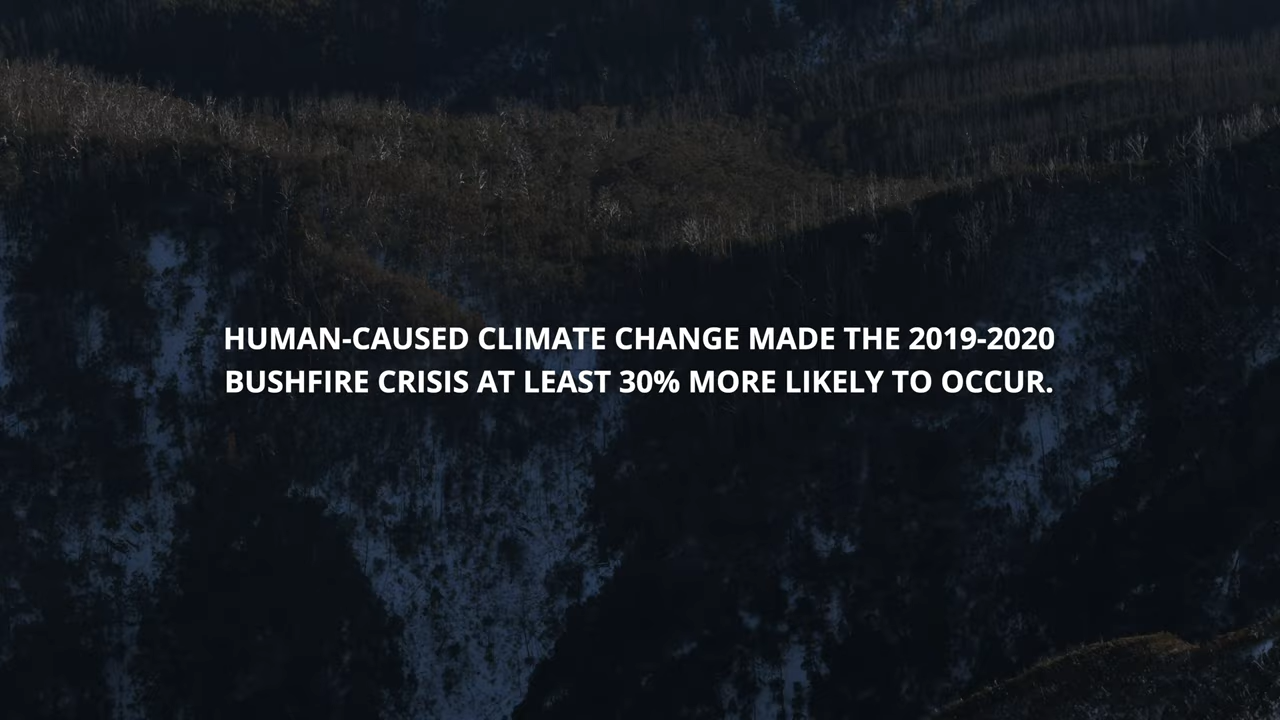 HUMAN-CAUSED CLIMATE CHANGE MADE THE 2019-2020
BUSHFIRE CRISIS AT LEAST 30% MORE LIKELY TO OCCUR.